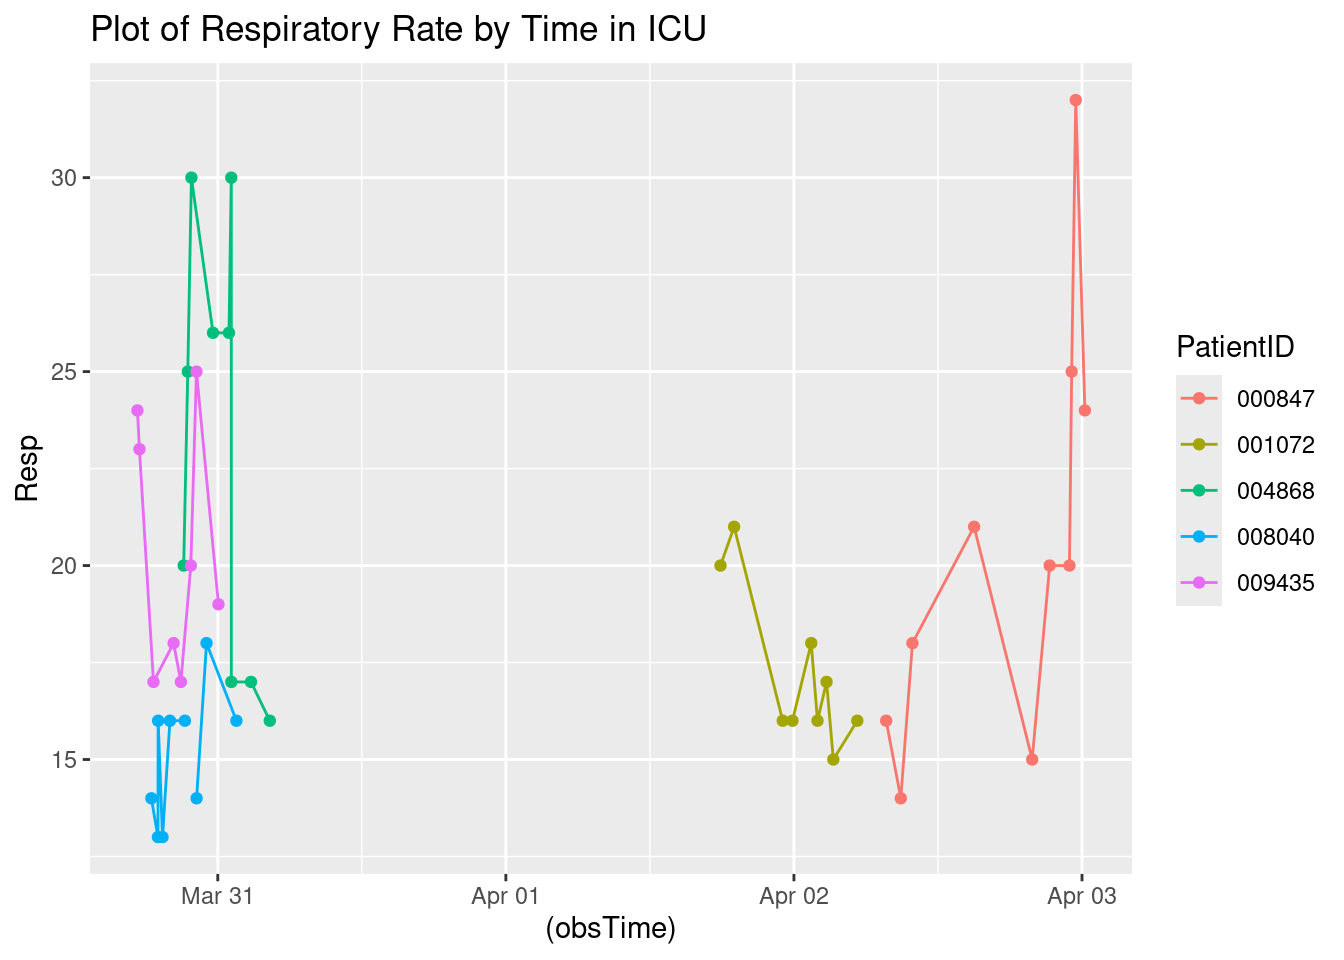 Plot of Respiratory Rate by Time in ICU
30
25
20
15
Resp
Mar 31
Apr 01
Apr 02
Apr 03
(obsTime)
PatientID
000847
001072
004868
008040
009435